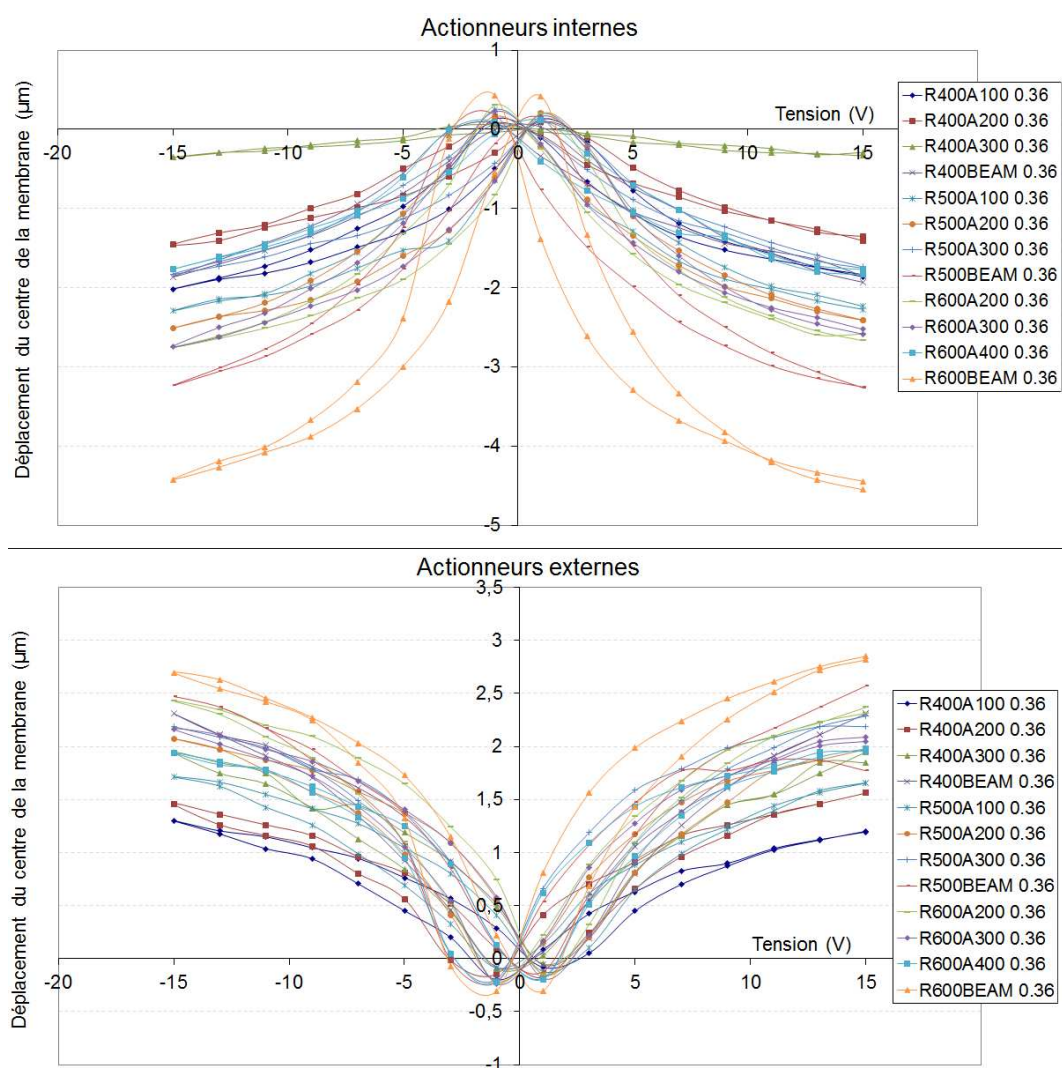 Actionneurs internes
Déplacement du centre de la membrane (µm)
Tension (V)
1
0
-1
-2
-3
-4
-5
-20
-15
-10
-5
0
5
10
15
R400A100 0.36
R400A200 0.36
R400A300 0.36
R400BEAM 0.36
R500A100 0.36
R500A200 0.36
R500A300 0.36
R500BEAM 0.36
R600A200 0.36
R600A300 0.36
R600A400 0.36
R600BEAM 0.36
Actionneurs externes
Déplacement du centre de la membrane (µm)
Tension (V)
3,5
3
2,5
2
1,5
1
0,5
0
-0,5
-1
-20
-15
-10
-5
0
5
10
15
R400A100 0.36
R400A200 0.36
R400A300 0.36
R400BEAM 0.36
R500A100 0.36
R500A200 0.36
R500A300 0.36
R500BEAM 0.36
R600A200 0.36
R600A300 0.36
R600A400 0.36
R600BEAM 0.36